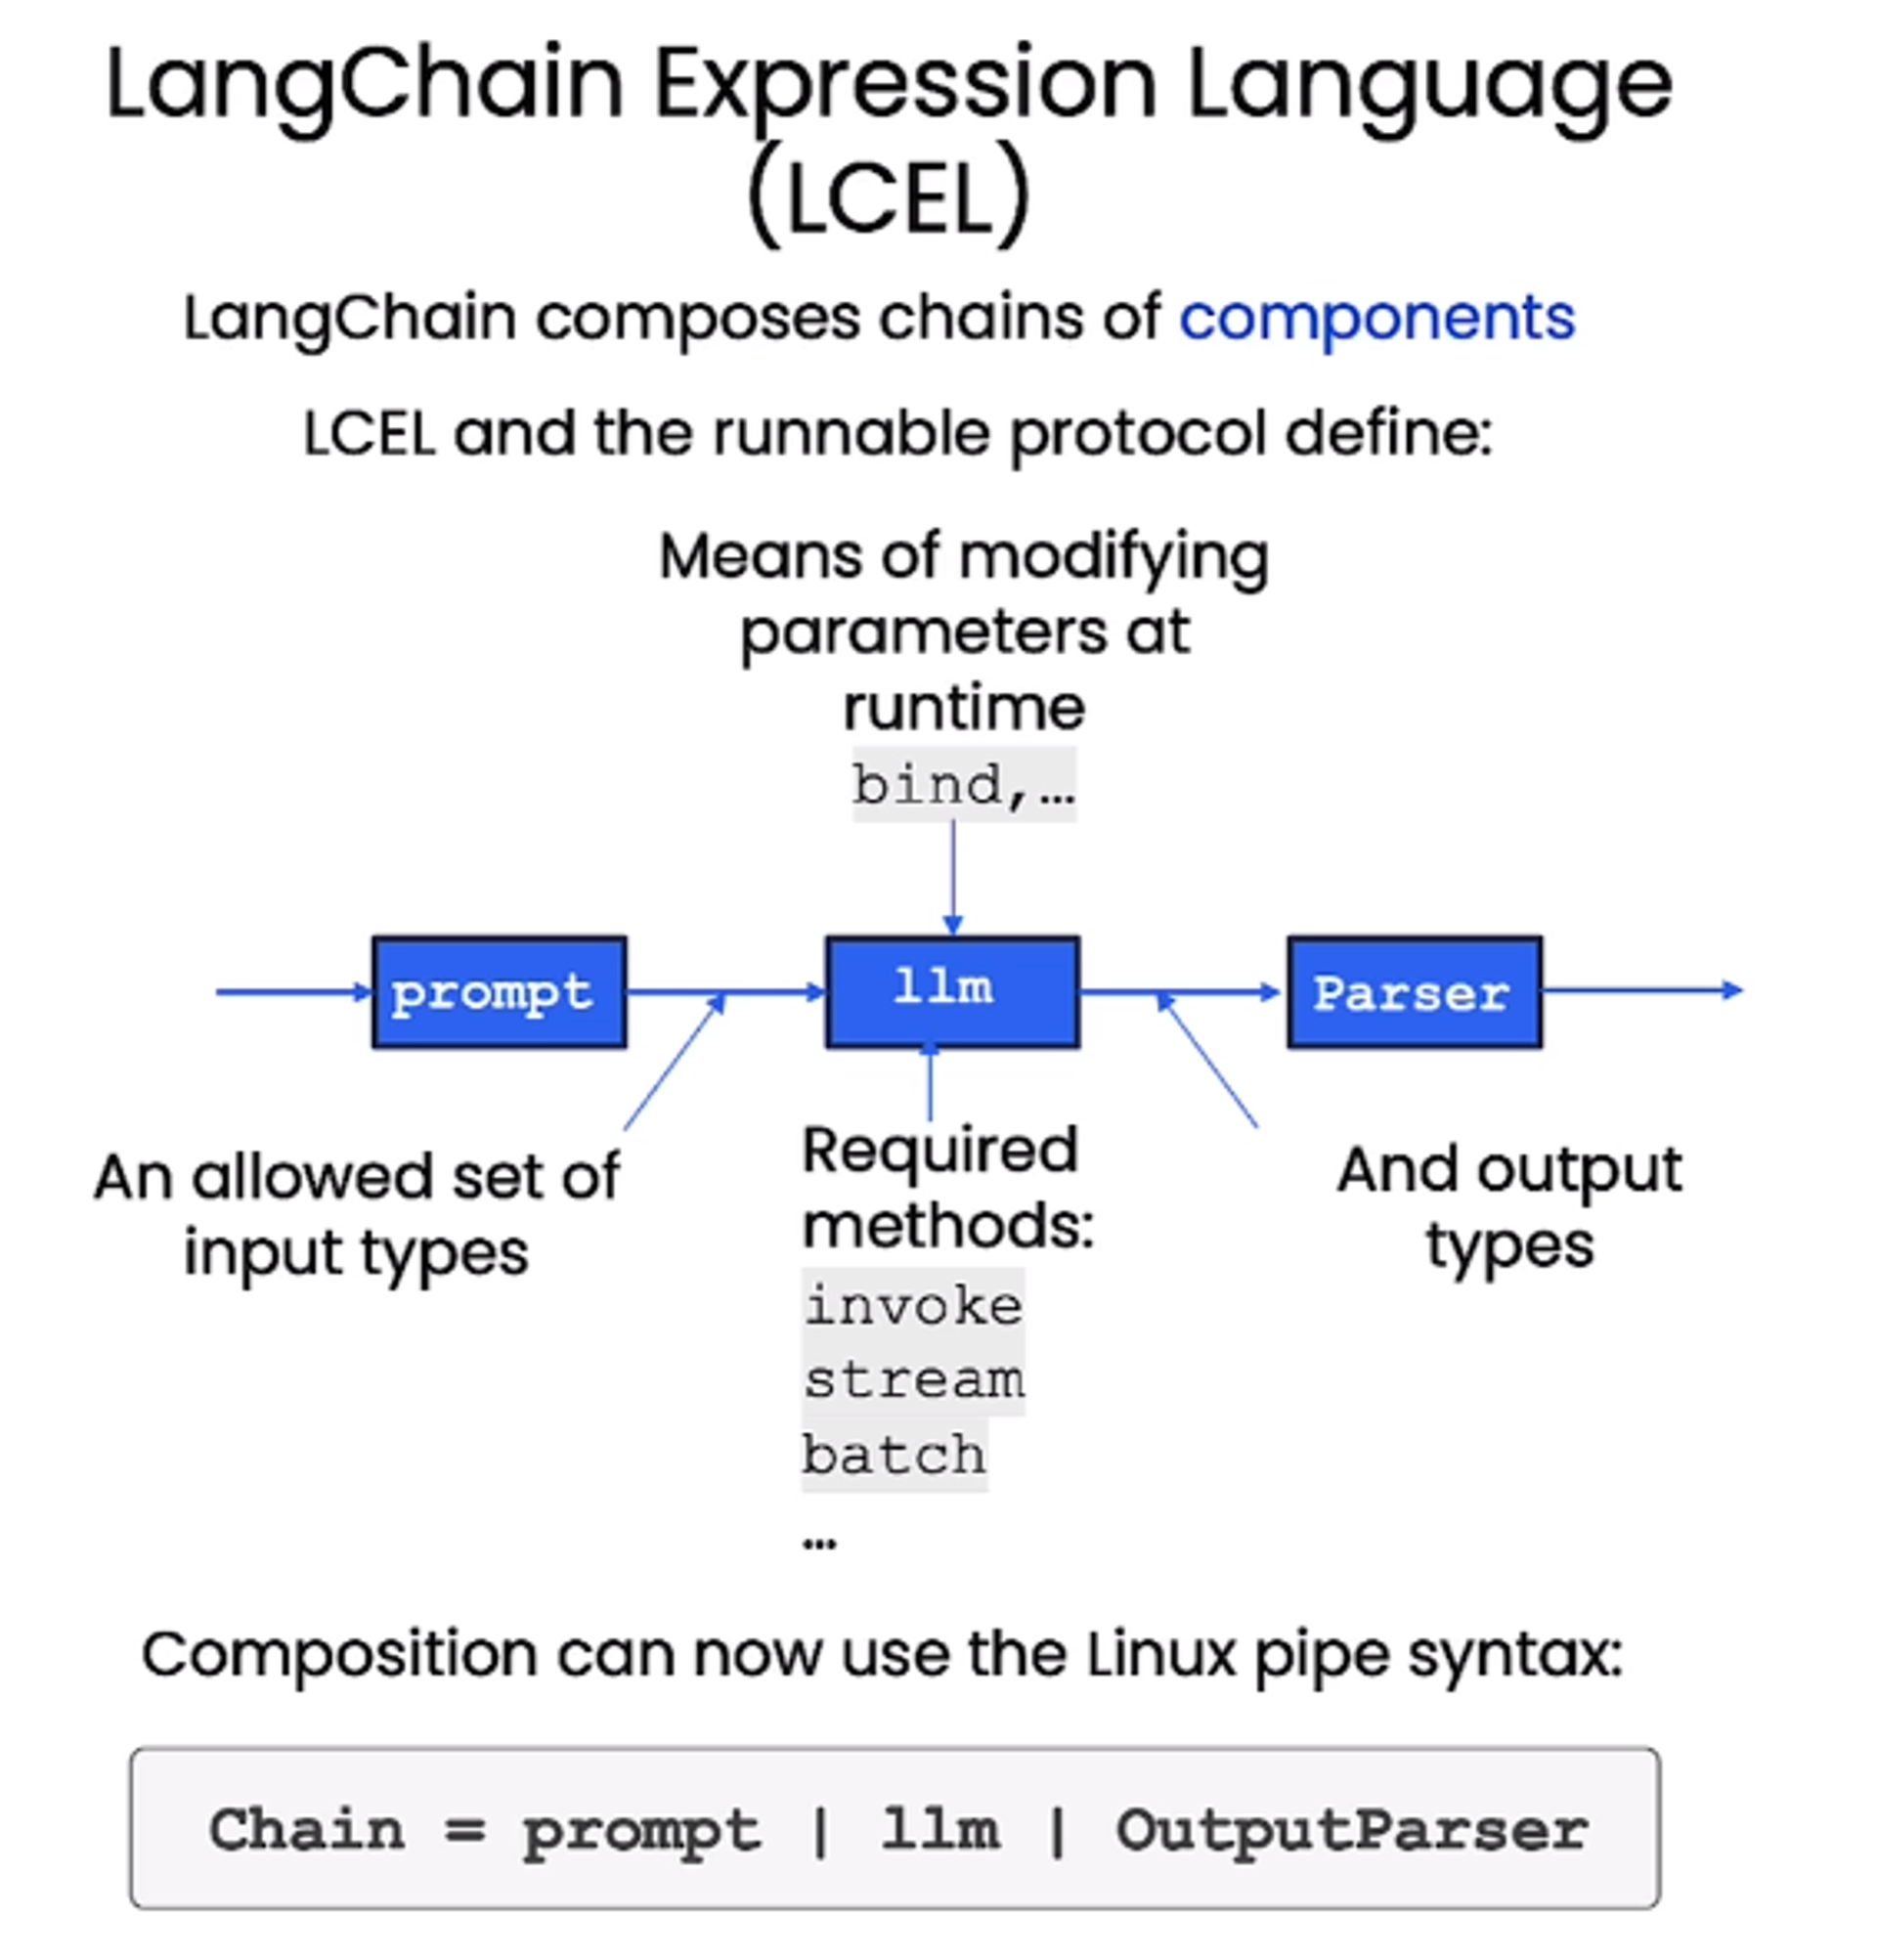 LangChain Expression Language
(LCEL)
LangChain composes chains of components
LCEL and the runnable protocol define:
Means of modifying
parameters at
runtime
bind,…
prompt
llm
Parser
An allowed set of
input types
Required
methods:
invoke
stream
batch
…
And output
types
Composition can now use the Linux pipe syntax:
Chain = prompt | llm | OutputParser